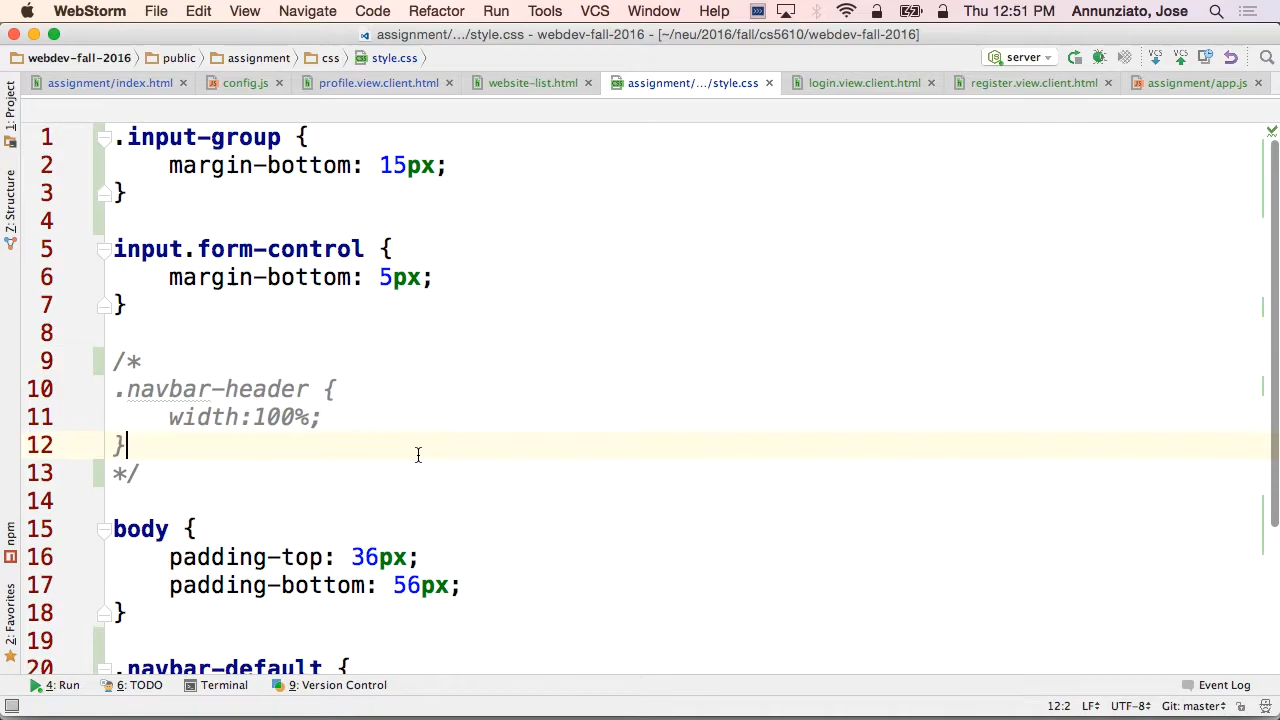 WebStorm File Edit View Navigate Code Refactor Run Tools VCS Window Help Thu 12:51 PM Annunziato, Jose
assignment/.../style.css - webdev-fall-2016 - [~/neu/2016/fall/cs5610/webdev-fall-2016]
webdev-fall-2016 public assignment css style.css server VCS VCS
assignment/index.html config.js profile.view.client.html website-list.html assignment/.../style.css login.view.client.html register.view.client.html assignment/app.js
1: Project
Z: Structure
npm
2: Favorites
1 .input-group {
2 margin-bottom: 15px;
3 }
4
5 input.form-control {
6 margin-bottom: 5px;
7 }
8
9 /*
10 .navbar-header {
11 width:100%;
12 }
13 */
14
15 body {
16 padding-top: 36px;
17 padding-bottom: 56px;
18 }
19
20 .navbar-default {
4: Run 6: TODO Terminal 9: Version Control Event Log
12:2 LF UTF-8 Git: master